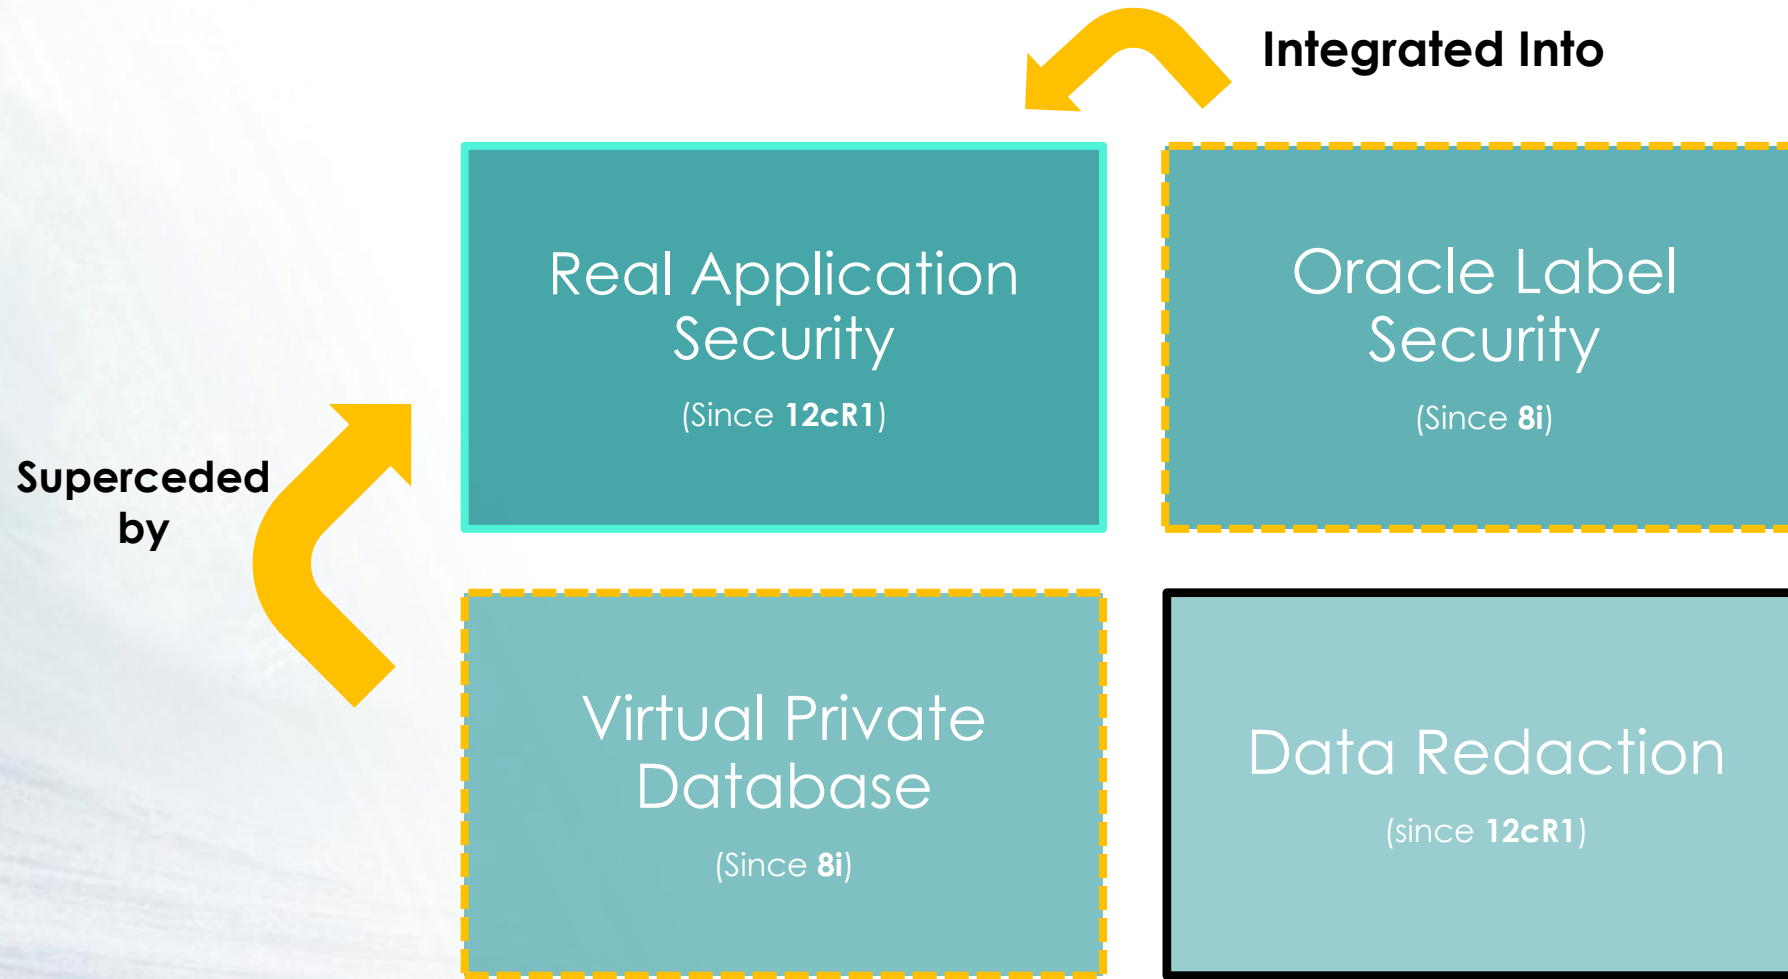 Integrated Into
Real Application
Security
(Since 12cR1)
Oracle Label
Security
(Since 8i)
Superceded
by
Virtual Private
Database
(Since 8i)
Data Redaction
(since 12cR1)